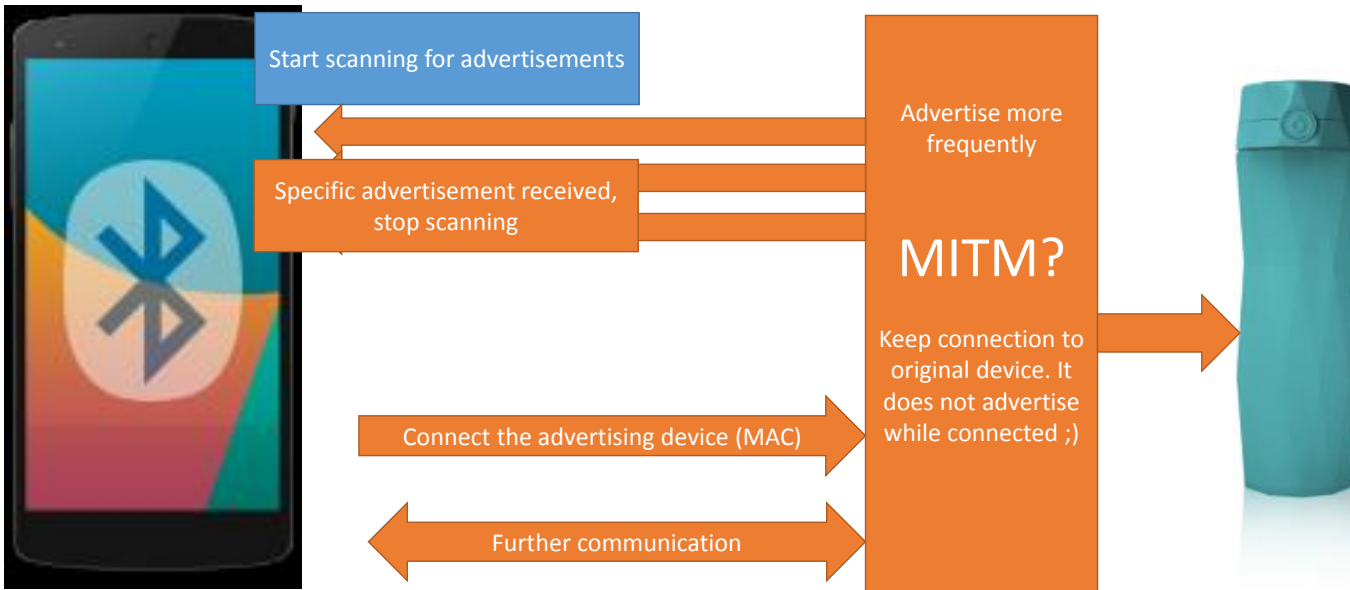 Start scanning for advertisements
Specific advertisement received,
stop scanning
Advertise more
frequently
MITM?
Keep connection to
original device. It
does not advertise
while connected ;)
Connect the advertising device (MAC)
Further communication